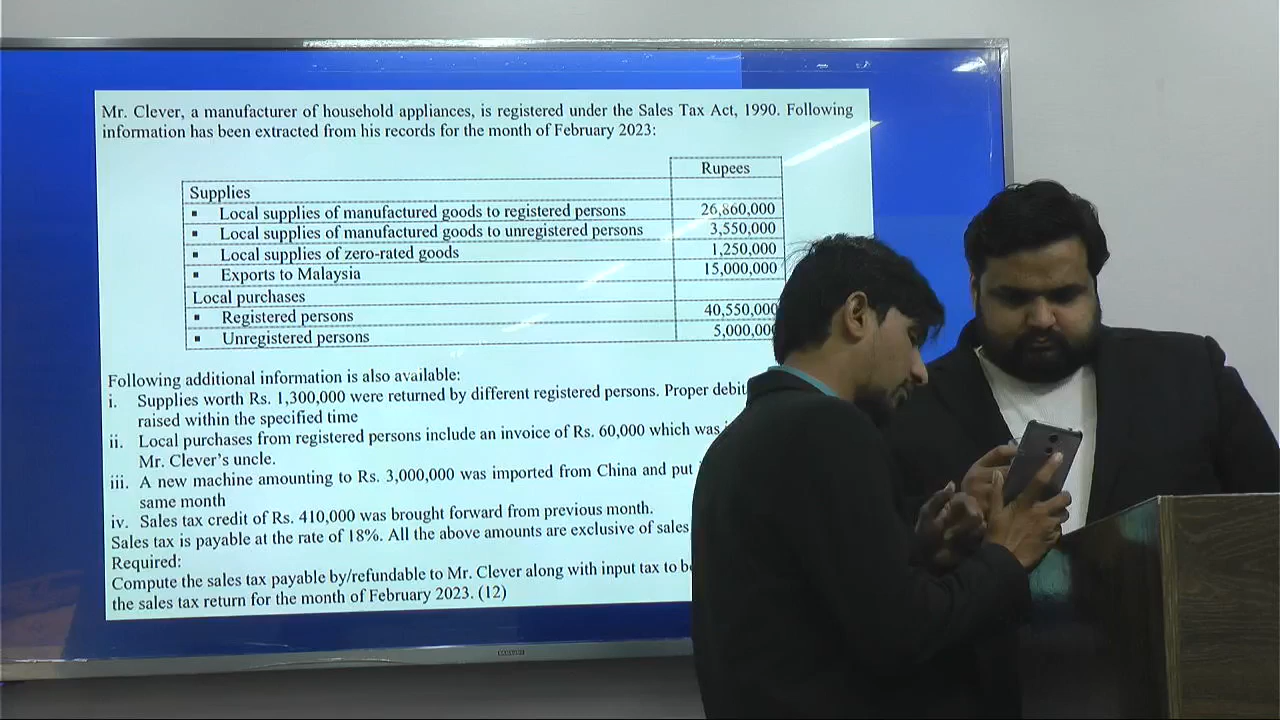 Mr. Clever, a manufacturer of household appliances, is registered under the Sales Tax Act, 1990. Following
information has been extracted from his records for the month of February 2023:
Rupees
Supplies
▪ Local supplies of manufactured goods to registered persons 26,860,000
▪ Local supplies of manufactured goods to unregistered persons 3,550,000
▪ Local supplies of zero-rated goods 1,250,000
▪ Exports to Malaysia 15,000,000
Local purchases
▪ Registered persons 40,550,000
▪ Unregistered persons 5,000,000
Following additional information is also available:
i. Supplies worth Rs. 1,300,000 were returned by different registered persons. Proper debit
raised within the specified time
ii. Local purchases from registered persons include an invoice of Rs. 60,000 which was
Mr. Clever's uncle.
iii. A new machine amounting to Rs. 3,000,000 was imported from China and put
same month
iv. Sales tax credit of Rs. 410,000 was brought forward from previous month.
Sales tax is payable at the rate of 18%. All the above amounts are exclusive of sales
Required:
Compute the sales tax payable by/refundable to Mr. Clever along with input tax to
the sales tax return for the month of February 2023. (12)
SAMSUNG